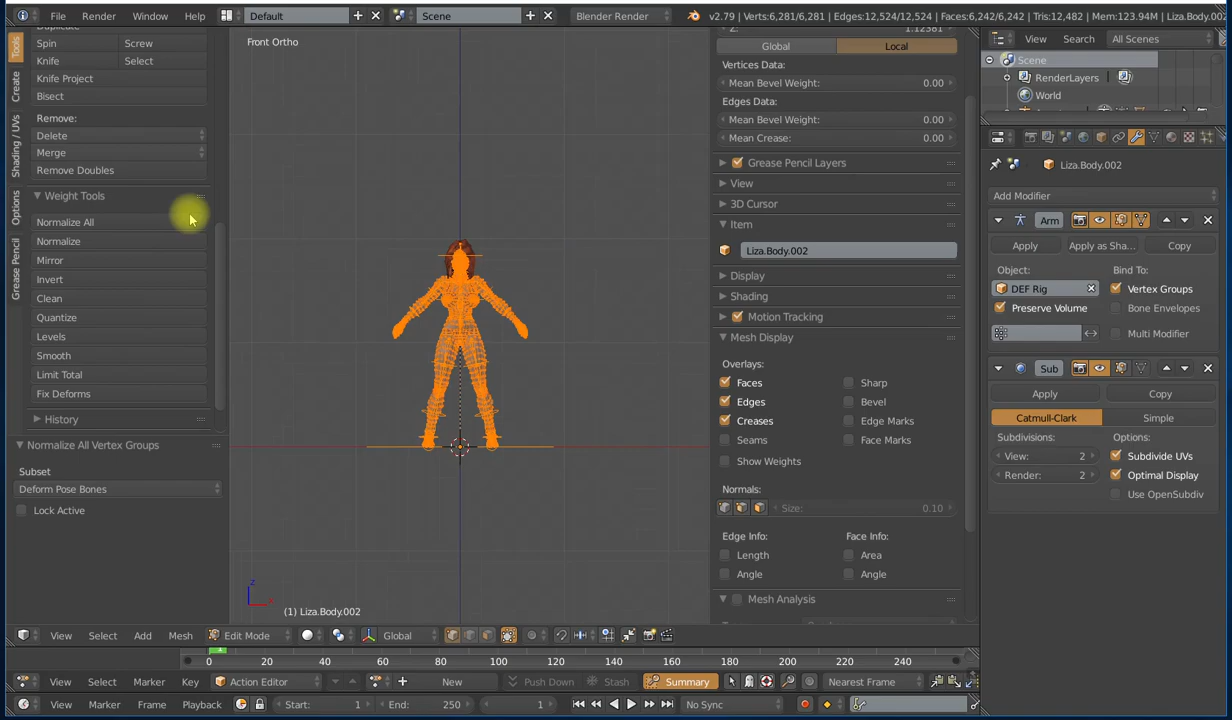 File Render Window Help Default Scene Blender Render v2.79 | Verts:6,281/6,281 | Edges:12,524/12,524 | Faces:6,242/6,242 | Tris:12,482 | Mem:123.94M | Liza.Body.002
Tools
Create
Shading / UVs
Options
Grease Pencil
Spin Screw
Knife Select
Knife Project
Bisect
Remove:
Delete
Merge
Remove Doubles
Weight Tools
Normalize All
Normalize
Mirror
Invert
Clean
Quantize
Levels
Smooth
Limit Total
Fix Deforms
History
Normalize All Vertex Groups
Subset
Deform Pose Bones
Lock Active
Front Ortho
(1) Liza.Body.002
Z: 1.12381
Global Local
Vertices Data:
Mean Bevel Weight: 0.00
Edges Data:
Mean Bevel Weight: 0.00
Mean Crease: 0.00
Grease Pencil Layers
View
3D Cursor
Item
Liza.Body.002
Display
Shading
Motion Tracking
Mesh Display
Overlays:
Faces Sharp
Edges Bevel
Creases Edge Marks
Seams Face Marks
Show Weights
Normals:
Size: 0.10
Edge Info: Face Info:
Length Area
Angle Angle
Mesh Analysis
View Search All Scenes
Scene
RenderLayers
World
Liza.Body.002
Add Modifier
Arm
Apply Apply as Sha... Copy
Object: Bind To:
DEF Rig Vertex Groups
Preserve Volume Bone Envelopes
Multi Modifier
Sub
Apply Copy
Catmull-Clark Simple
Subdivisions: Options:
View: 2 Subdivide UVs
Render: 2 Optimal Display
Use OpenSubdiv
View Select Add Mesh Edit Mode Global
0 20 40 60 80 100 120 140 160 180 200 220 240
1
View Select Marker Key Action Editor New Push Down Stash Summary Nearest Frame
View Marker Frame Playback Start: 1 End: 250 1 No Sync